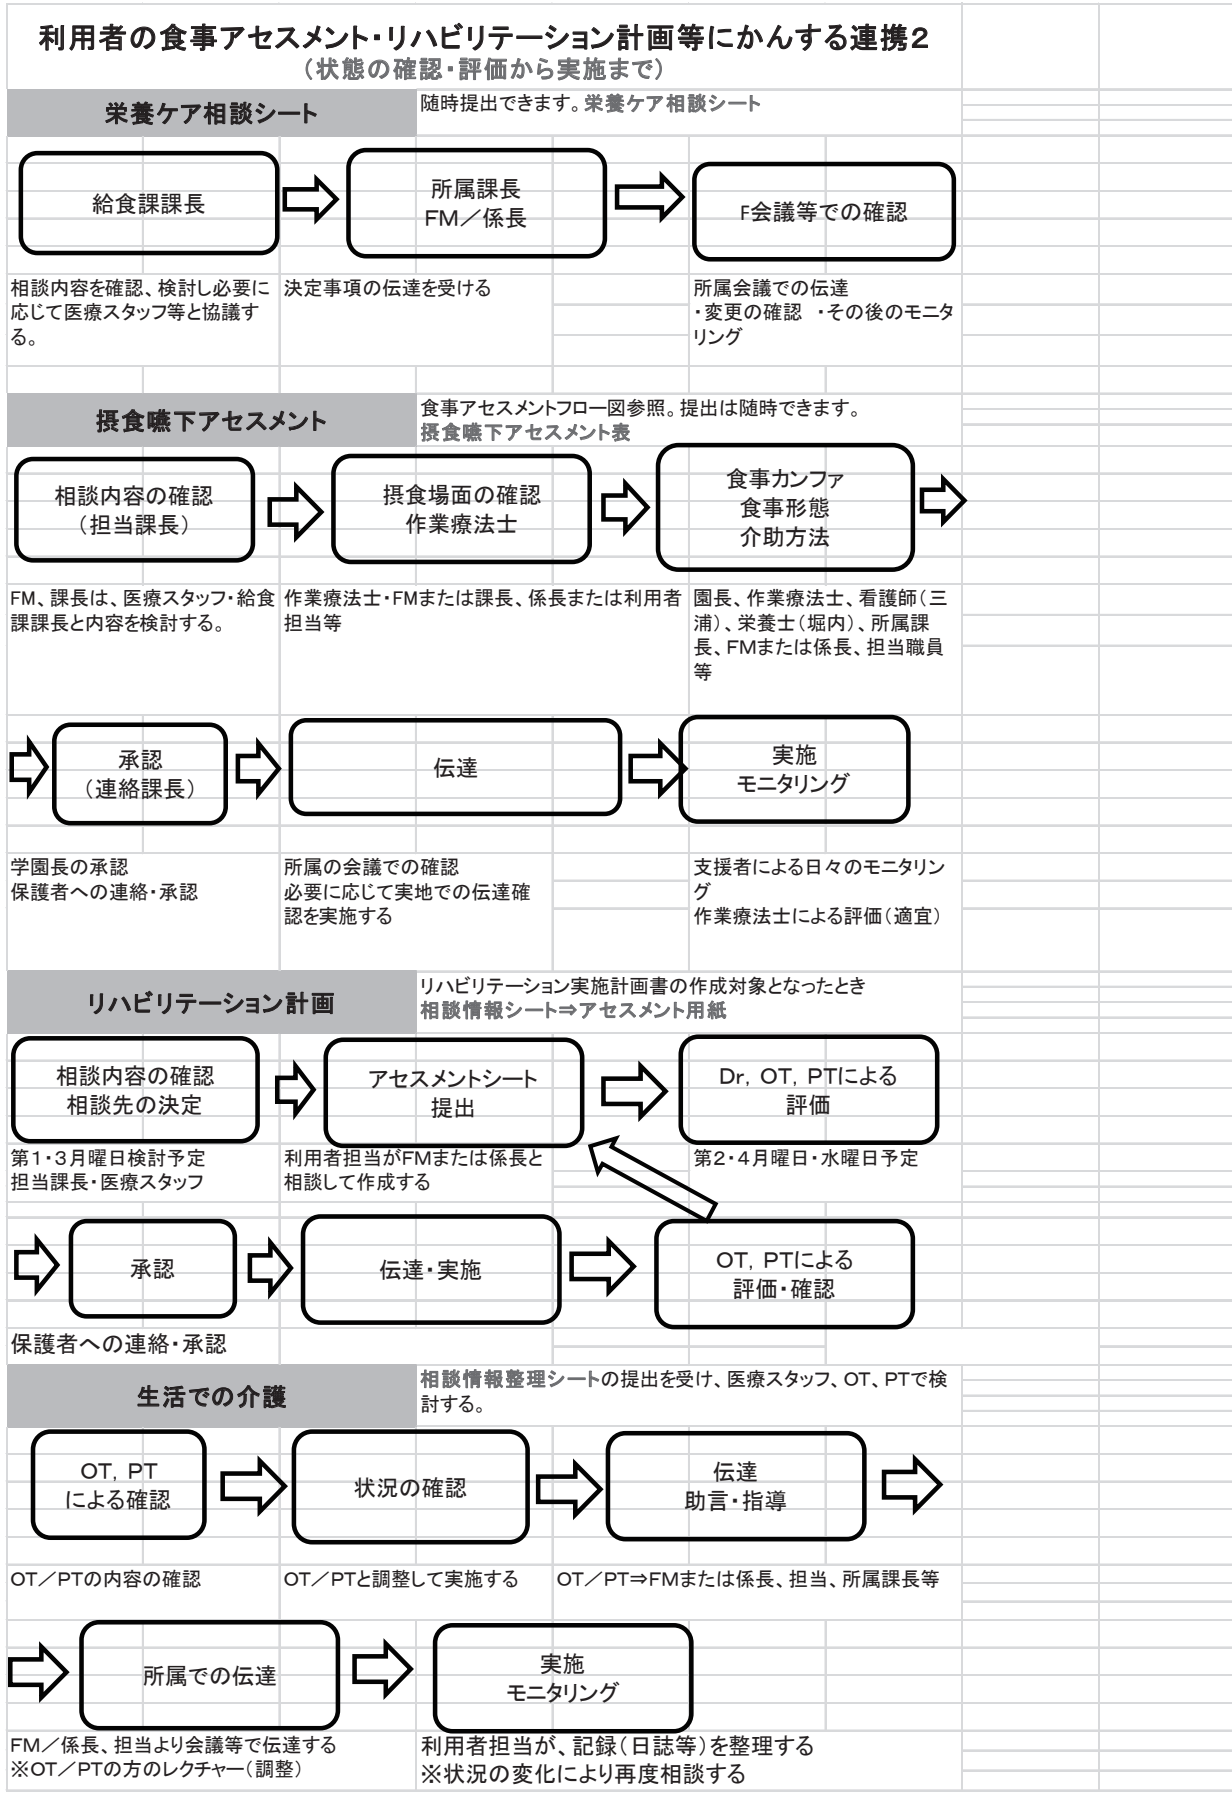 利用者の食事アセスメント・リハビリテーション計画等にかんする連携２
（状態の確認・評価から実施まで）
栄養ケア相談シート
随時提出できます。栄養ケア相談シート
給食課課長
所属課長
ＦＭ／係長
F会議等での確認
相談内容を確認、検討し必要に
応じて医療スタッフ等と協議す
る。
決定事項の伝達を受ける
所属会議での伝達
・変更の確認　・その後のモニタ
リング
摂食嚥下アセスメント
食事アセスメントフロー図参照。提出は随時できます。
摂食嚥下アセスメント表
相談内容の確認
（担当課長）
摂食場面の確認
作業療法士
食事カンファ
食事形態
介助方法
FM、課長は、医療スタッフ・給食
課課長と内容を検討する。
作業療法士・FMまたは課長、係長または利用者
担当等
園長、作業療法士、看護師（三
浦）、栄養士（堀内）、所属課
長、FMまたは係長、担当職員
等
承認
（連絡課長）
伝達
実施
モニタリング
学園長の承認
保護者への連絡・承認
所属の会議での確認
必要に応じて実地での伝達確
認を実施する
支援者による日々のモニタリン
グ
作業療法士による評価（適宜）
リハビリテーション計画
リハビリテーション実施計画書の作成対象となったとき
相談情報シート⇒アセスメント用紙
相談内容の確認
相談先の決定
アセスメントシート
提出
Dr, OT, PTによる
評価
第１・３月曜日検討予定
担当課長・医療スタッフ
利用者担当がFMまたは係長と
相談して作成する
第２・４月曜日・水曜日予定
承認
伝達・実施
OT, PTによる
評価・確認
保護者への連絡・承認
生活での介護
相談情報整理シートの提出を受け、医療スタッフ、OT、PTで検
討する。
OT, PT
による確認
状況の確認
伝達
助言・指導
OT／PTの内容の確認
OT／PTと調整して実施する
OT／PT⇒FMまたは係長、担当、所属課長等
所属での伝達
実施
モニタリング
FM／係長、担当より会議等で伝達する
※OT／PTの方のレクチャー（調整）
利用者担当が、記録（日誌等）を整理する
※状況の変化により再度相談する